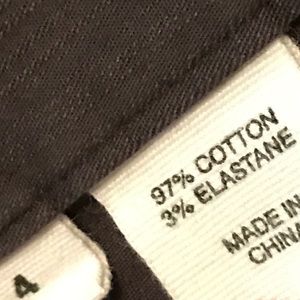 97% COTTON
3% ELASTANE
MADE IN
CHINA
4